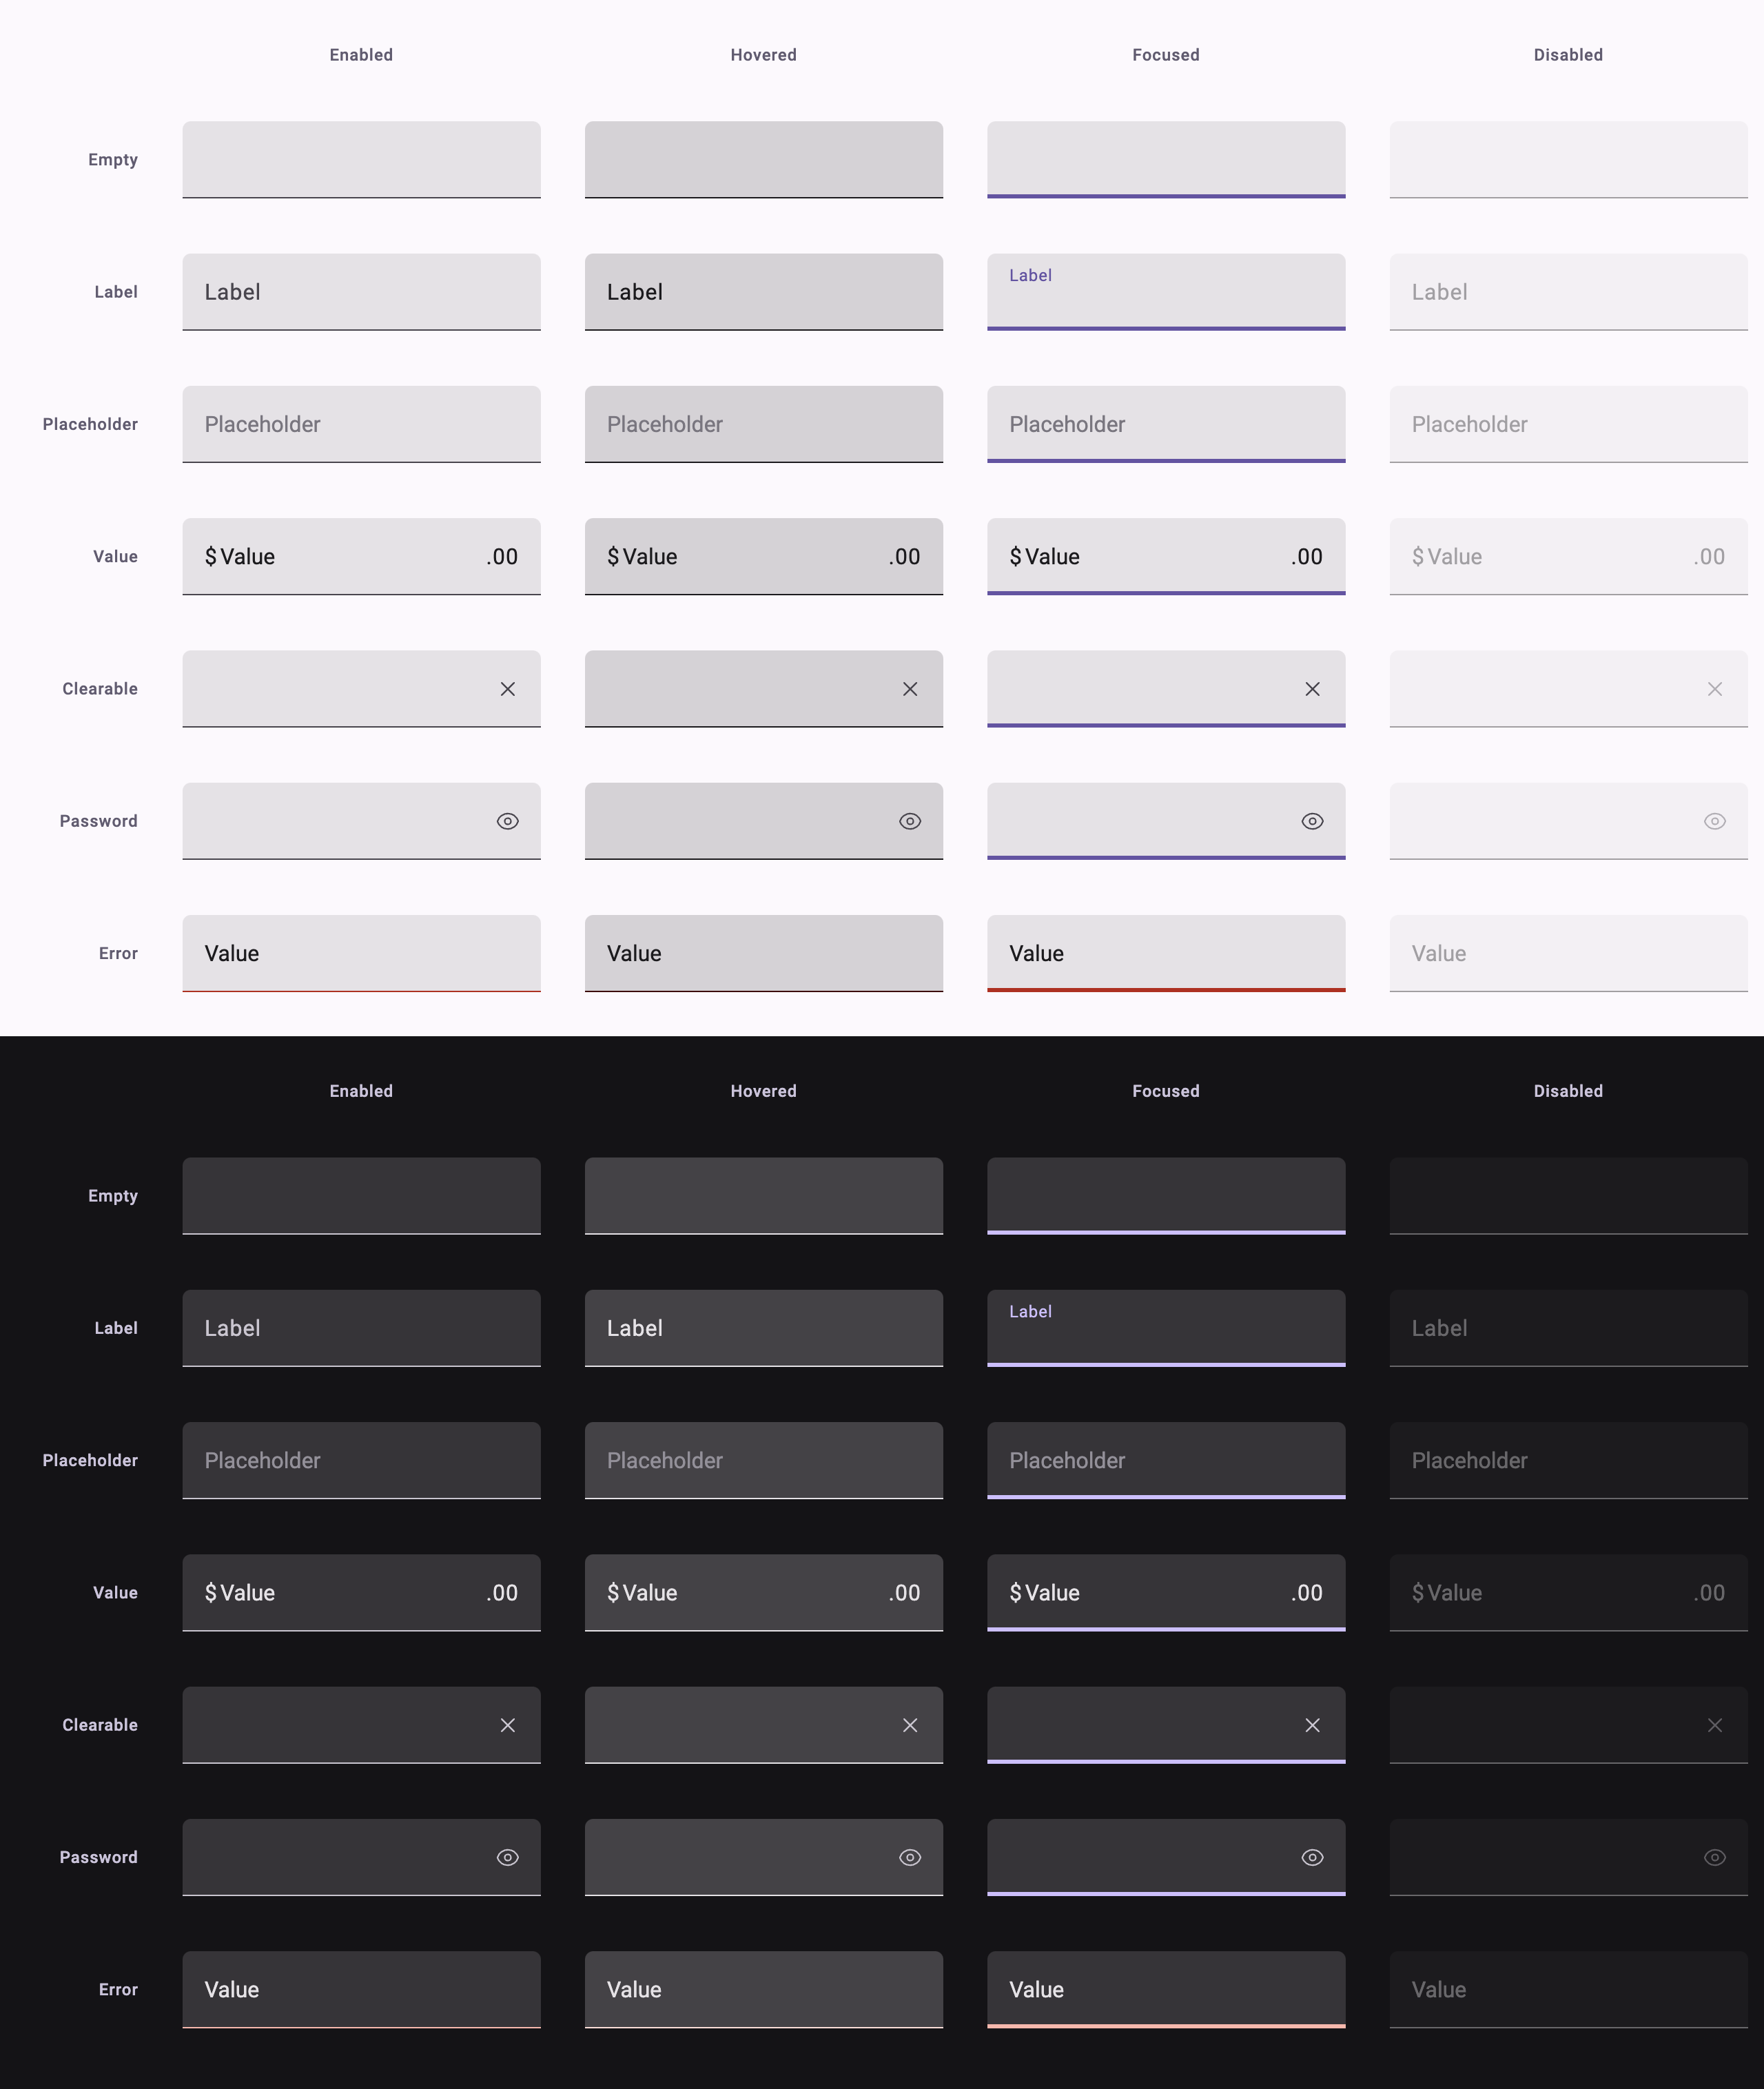 Enabled Hovered Focused Disabled
Empty
Label Label Label Label Label
Placeholder Placeholder Placeholder Placeholder Placeholder
Value $ Value .00 $ Value .00 $ Value .00 $ Value .00
Clearable
Password
Error Value Value Value Value
Enabled Hovered Focused Disabled
Empty
Label Label Label Label Label
Placeholder Placeholder Placeholder Placeholder Placeholder
Value $ Value .00 $ Value .00 $ Value .00 $ Value .00
Clearable
Password
Error Value Value Value Value